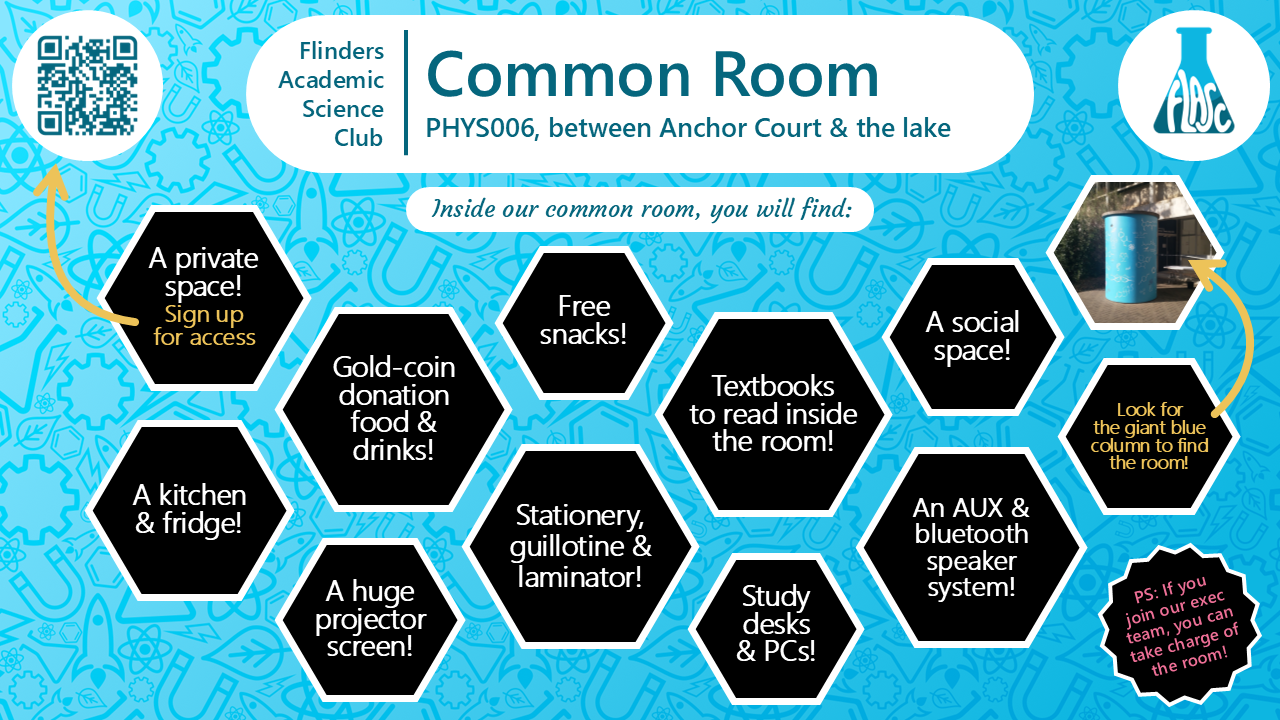 Flinders
Academic
Science
Club
Common Room
PHYS006, between Anchor Court & the lake
FLASC
Inside our common room, you will find:
A private
space!
Sign up
for access
Gold-coin
donation
food &
drinks!
Free
snacks!
Textbooks
to read inside
the room!
A social
space!
Look for
the giant blue
column to find
the room!
A kitchen
& fridge!
A huge
projector
screen!
Stationery,
guillotine &
laminator!
Study
desks
& PCs!
An AUX &
bluetooth
speaker
system!
PS: If you
join our exec
team, you can
take charge of
the room!